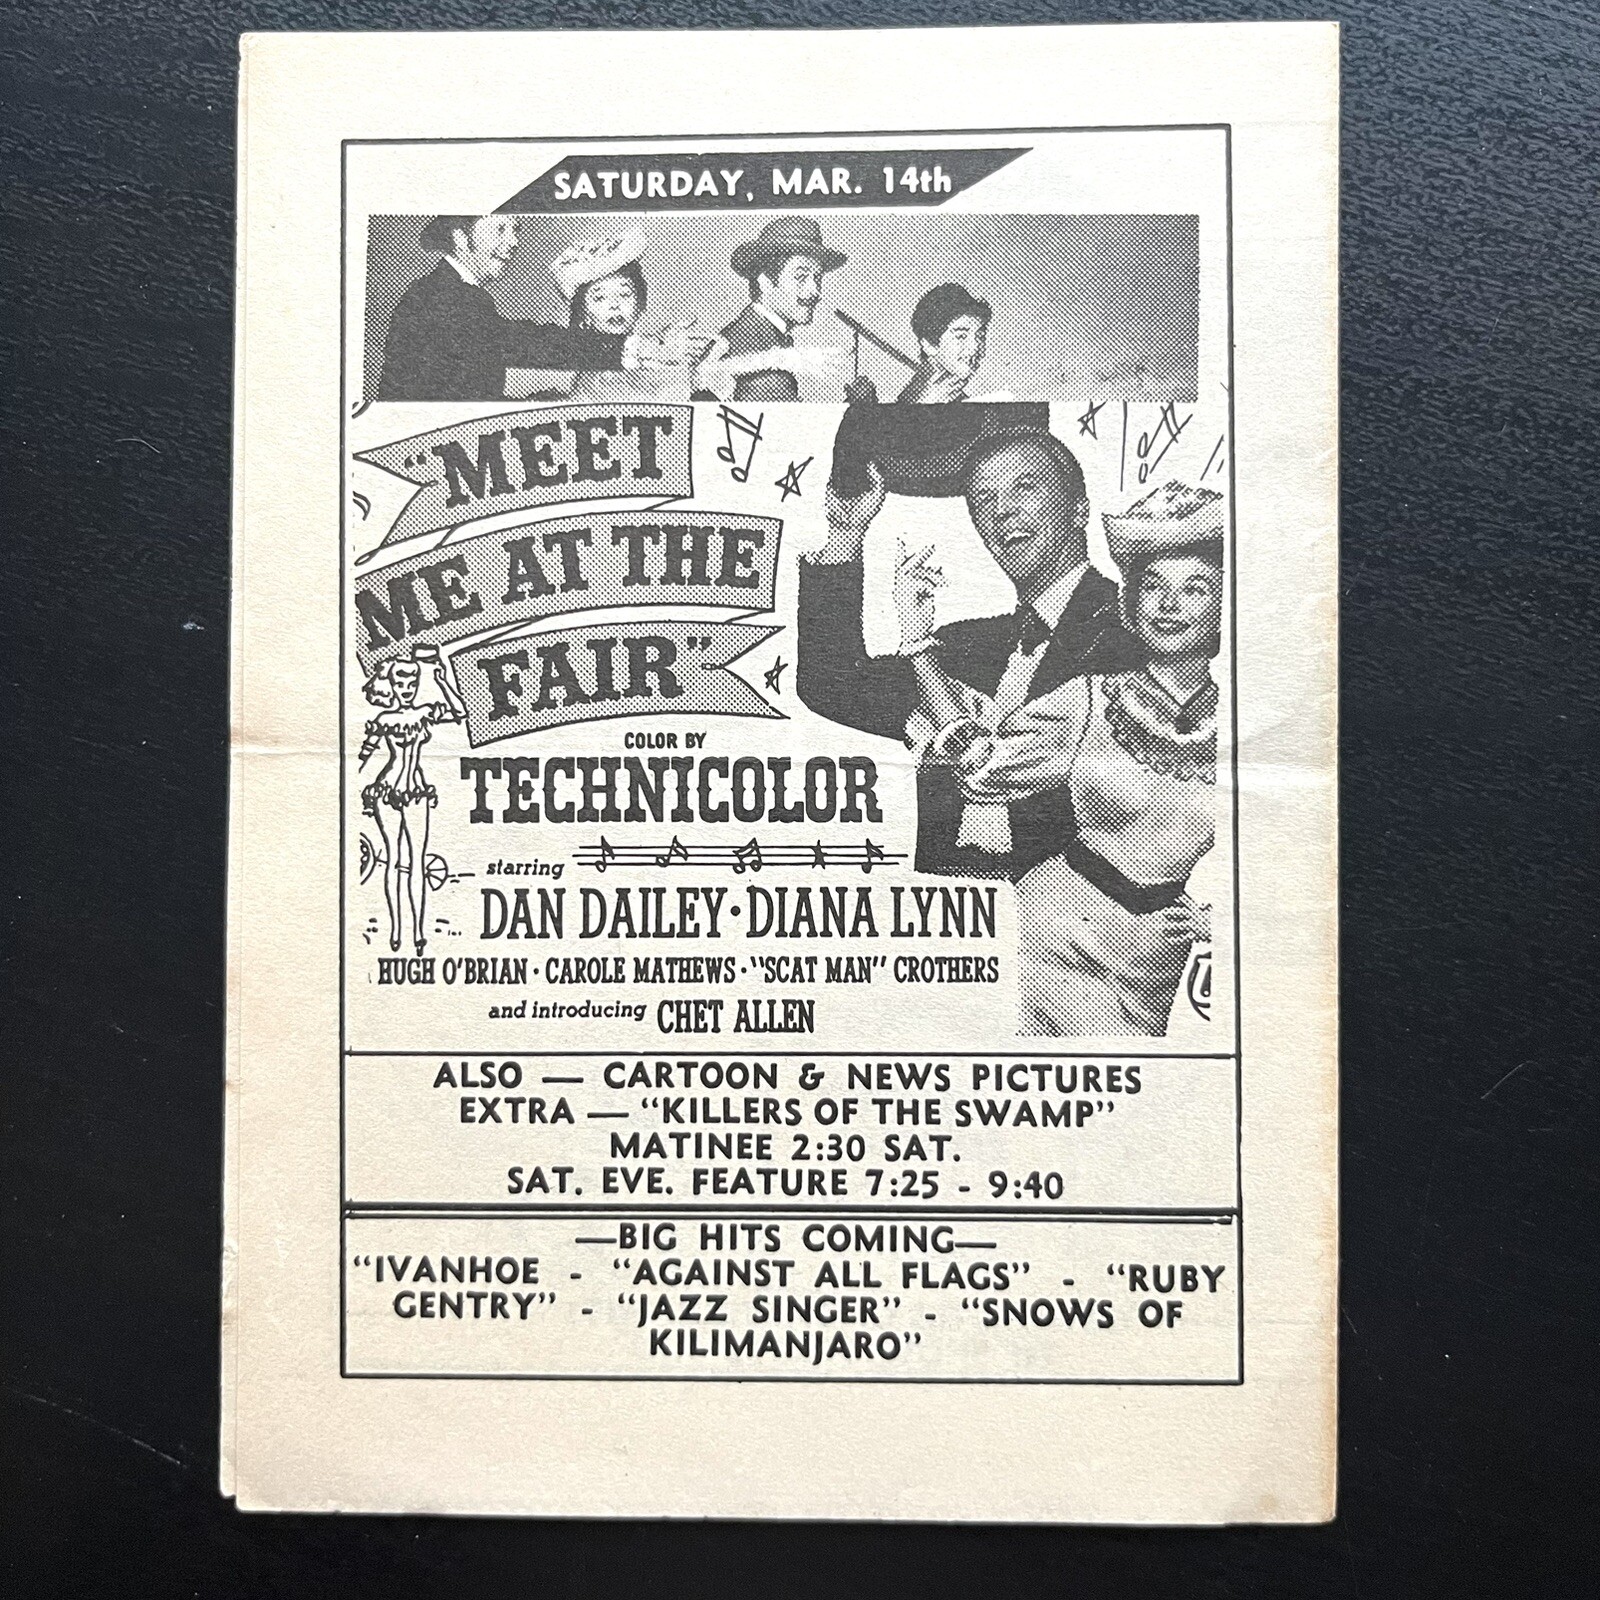 SATURDAY, MAR. 14th
"MEET
ME AT THE
FAIR"
COLOR BY
TECHNICOLOR
starring
DAN DAILEY · DIANA LYNN
HUGH O'BRIAN · CAROLE MATHEWS · "SCAT MAN" CROTHERS
and introducing CHET ALLEN
ALSO — CARTOON & NEWS PICTURES
EXTRA — "KILLERS OF THE SWAMP"
MATINEE 2:30 SAT.
SAT. EVE. FEATURE 7:25 - 9:40
—BIG HITS COMING—
"IVANHOE - "AGAINST ALL FLAGS" - "RUBY
GENTRY" - "JAZZ SINGER" - "SNOWS OF
KILIMANJARO"